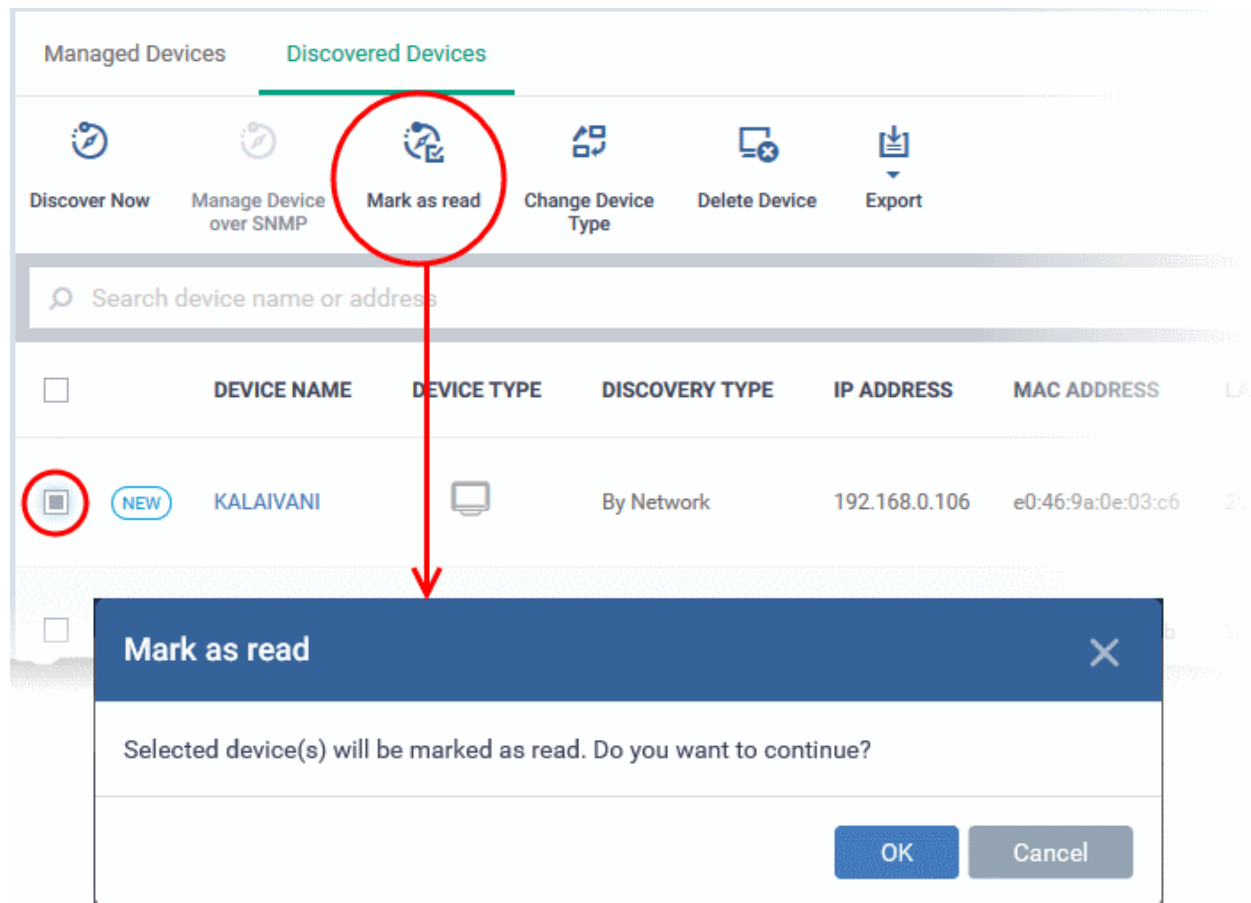 Managed Devices Discovered Devices
Discover Now Manage Device over SNMP Mark as read Change Device Type Delete Device Export
Search device name or address
DEVICE NAME DEVICE TYPE DISCOVERY TYPE IP ADDRESS MAC ADDRESS
NEW KALAIVANI By Network 192.168.0.106 e0:46:9a:0e:03:c6
Mark as read
Selected device(s) will be marked as read. Do you want to continue?
OK Cancel